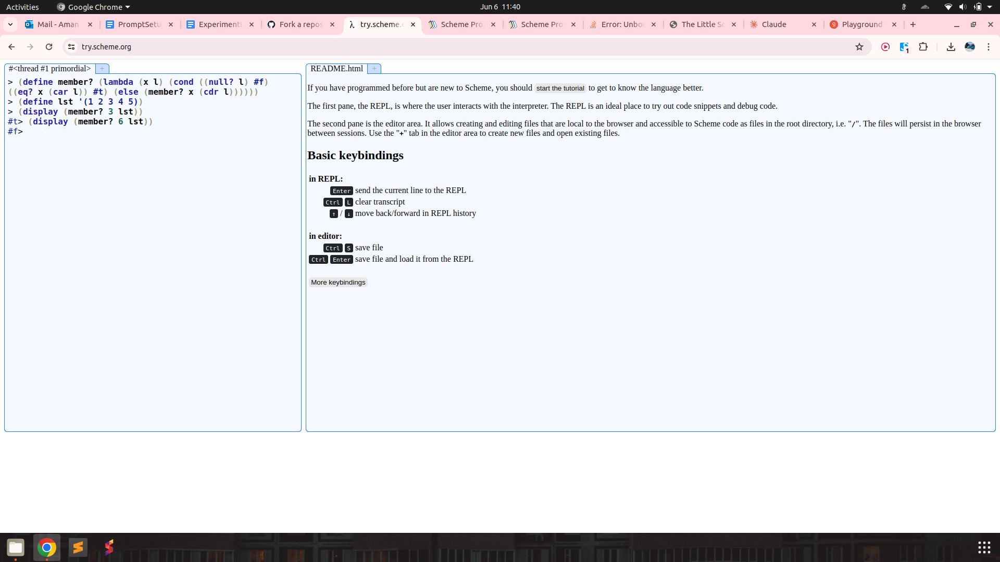 Activities
Google Chrome
Jun 6 11:40
Mail - Aman
PromptSetu
ExperimentL
Fork a repos
try.scheme.o
Scheme Pro
Scheme Pro
Error: Unbou
The Little Sc
Claude
Playground
try.scheme.org
1
#<thread #1 primordial>
+
> (define member? (lambda (x l) (cond ((null? l) #f)
((eq? x (car l)) #t) (else (member? x (cdr l))))))
> (define lst '(1 2 3 4 5))
> (display (member? 3 lst))
#t> (display (member? 6 lst))
#f>
README.html
+
If you have programmed before but are new to Scheme, you should start the tutorial to get to know the language better.
The first pane, the REPL, is where the user interacts with the interpreter. The REPL is an ideal place to try out code snippets and debug code.
The second pane is the editor area. It allows creating and editing files that are local to the browser and accessible to Scheme code as files in the root directory, i.e. "/". The files will persist in the browser
between sessions. Use the "+" tab in the editor area to create new files and open existing files.
Basic keybindings
in REPL:
Enter send the current line to the REPL
Ctrl L clear transcript
↑ / ↓ move back/forward in REPL history
in editor:
Ctrl S save file
Ctrl Enter save file and load it from the REPL
More keybindings